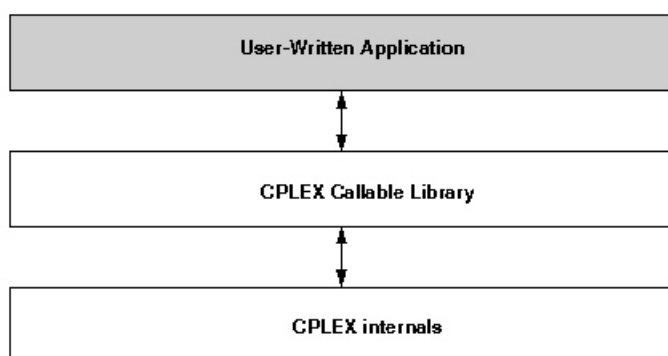 User-Written Application
CPLEX Callable Library
CPLEX internals